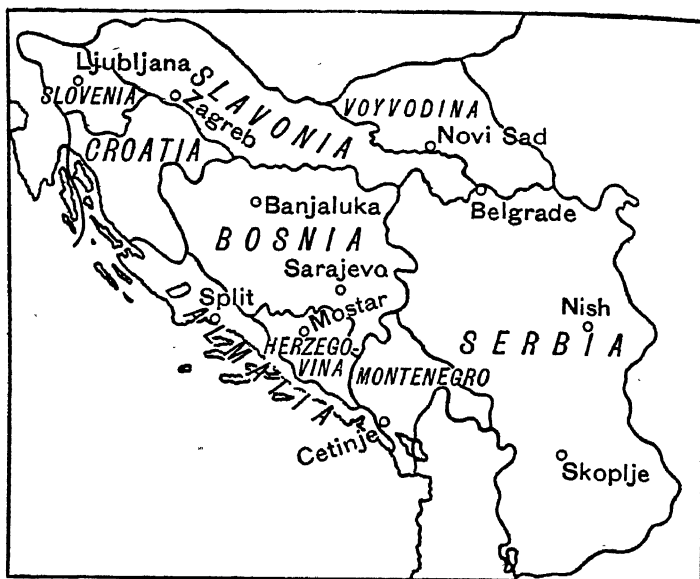 Ljubljana
SLOVENIA
Zagreb
SLAVONIA
VOYVODINA
Novi Sad
CROATIA
Banjaluka
Belgrade
BOSNIA
Sarajevo
Split
Mostar
Nish
DALMATIA
HERZEGO-
VINA
MONTENEGRO
SERBIA
Cetinje
Skoplje